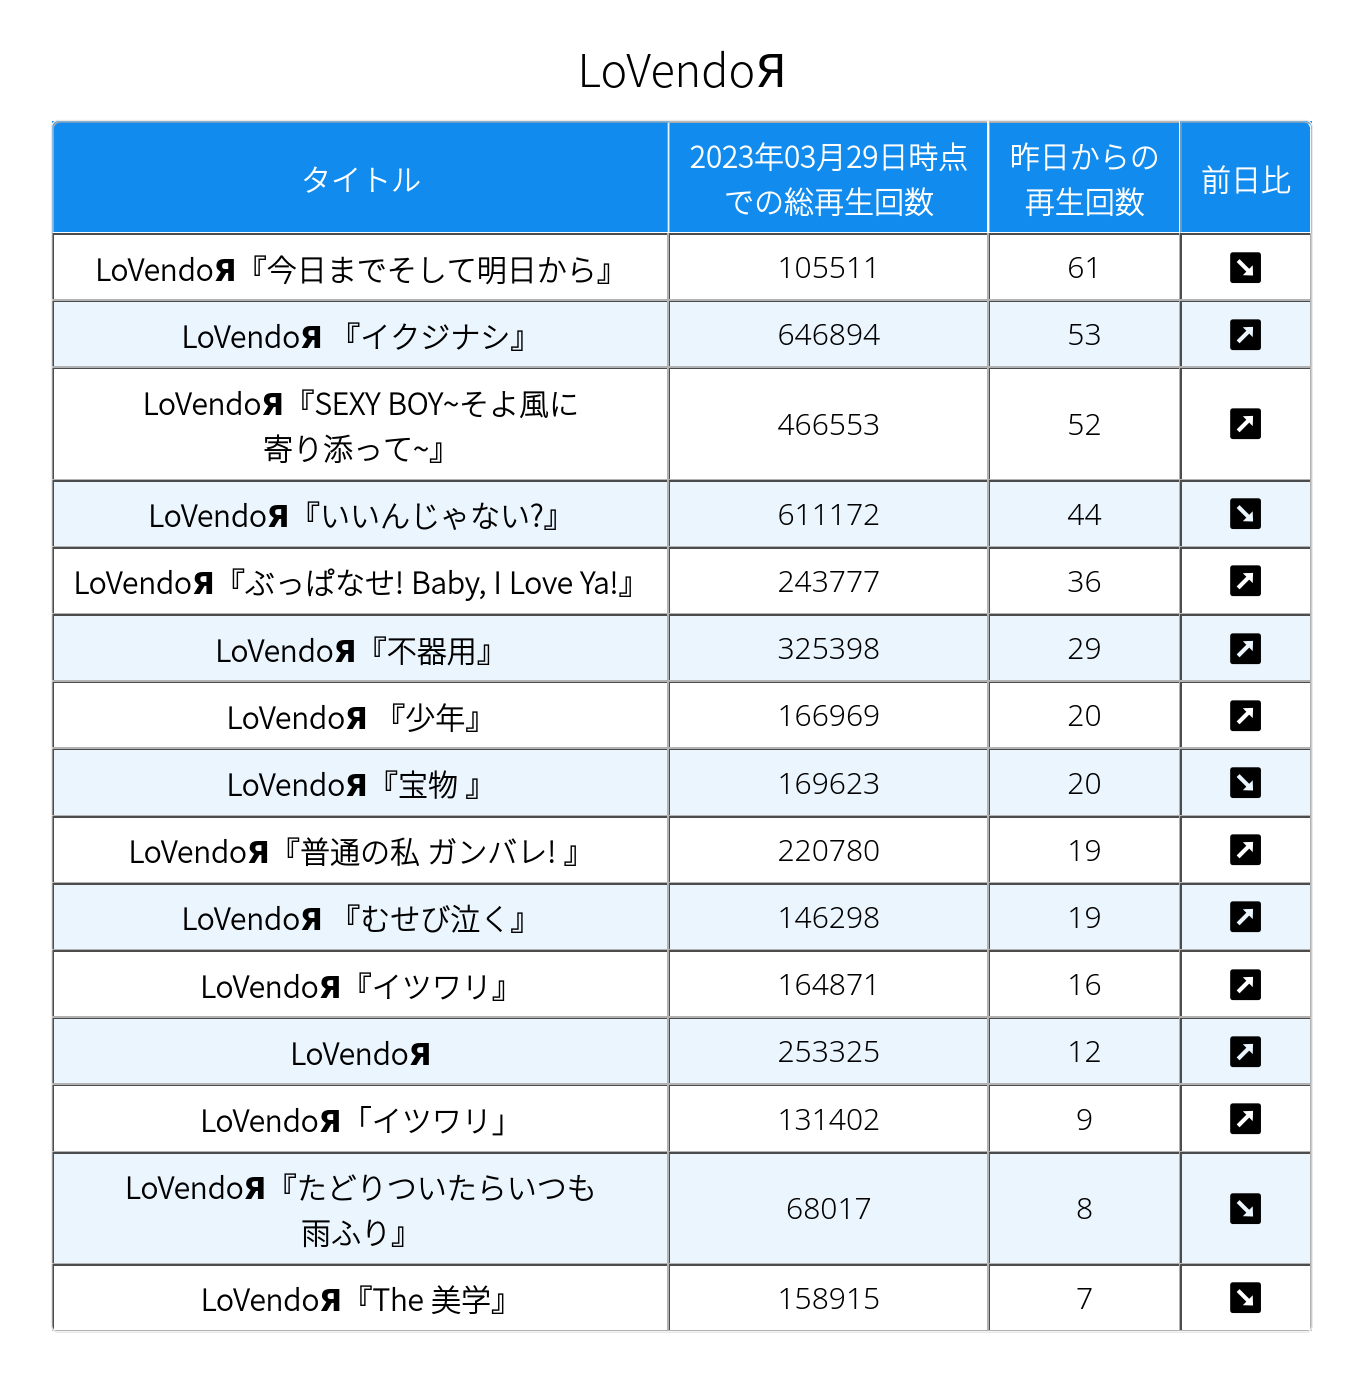 LoVendoЯ
タイトル
2023年03月29日時点
での総再生回数
昨日からの
再生回数
前日比
LoVendoЯ『今日までそして明日から』 105511 61 ↘
LoVendoЯ 『イクジナシ』 646894 53 ↗
LoVendoЯ『SEXY BOY~そよ風に
寄り添って~』 466553 52 ↗
LoVendoЯ『いいんじゃない?』 611172 44 ↘
LoVendoЯ『ぶっぱなせ! Baby, I Love Ya!』 243777 36 ↗
LoVendoЯ『不器用』 325398 29 ↗
LoVendoЯ 『少年』 166969 20 ↗
LoVendoЯ『宝物 』 169623 20 ↘
LoVendoЯ『普通の私 ガンバレ! 』 220780 19 ↗
LoVendoЯ 『むせび泣く』 146298 19 ↗
LoVendoЯ『イツワリ』 164871 16 ↗
LoVendoЯ 253325 12 ↗
LoVendoЯ「イツワリ」 131402 9 ↗
LoVendoЯ『たどりついたらいつも
雨ふり』 68017 8 ↘
LoVendoЯ『The 美学』 158915 7 ↘